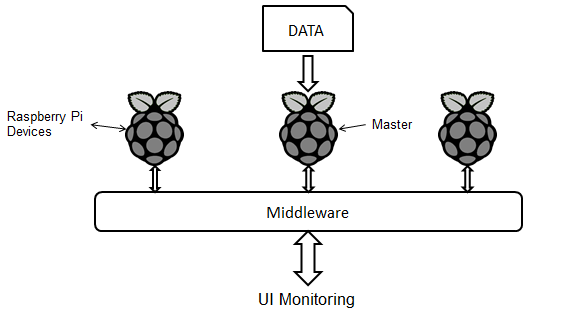 DATA
Raspberry Pi
Devices
Master
Middleware
UI Monitoring